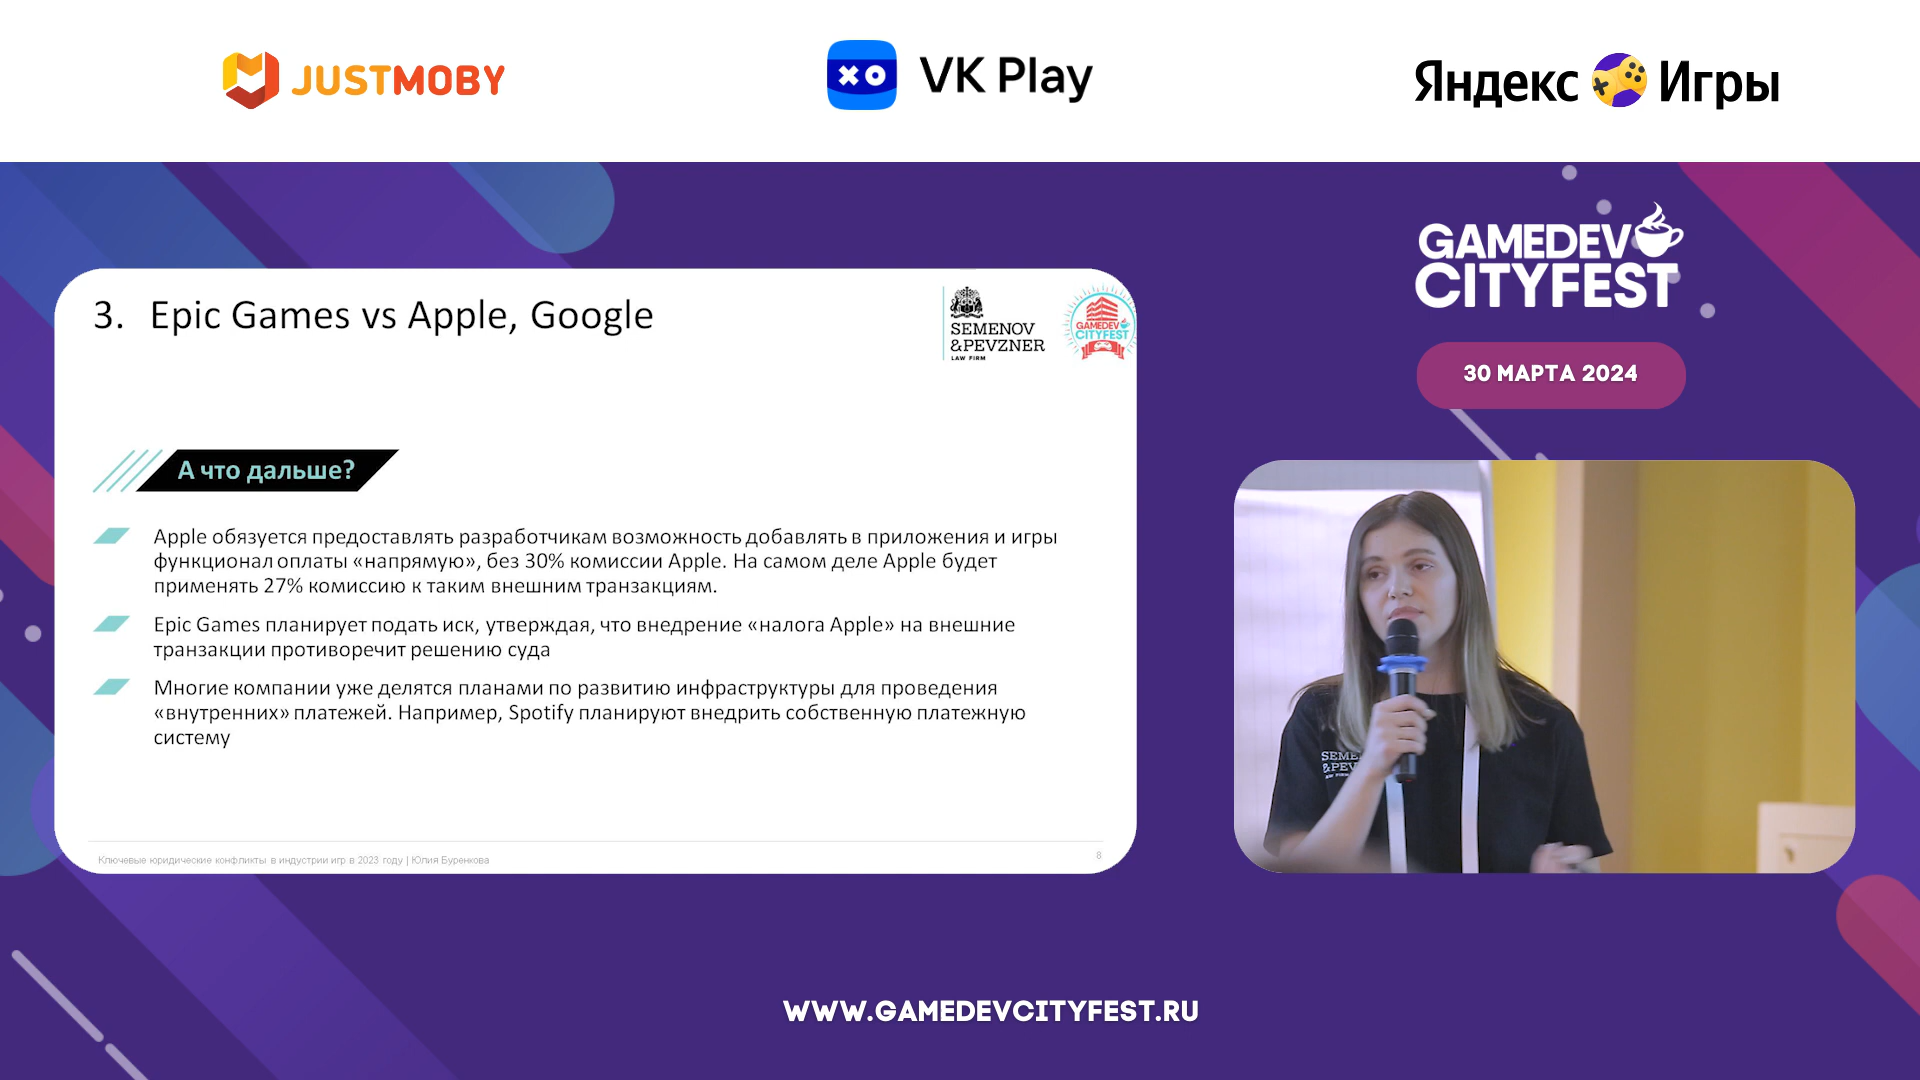 JUSTMOBY
VK Play
Яндекс Игры
GAMEDEV
CITYFEST
30 МАРТА 2024
3. Epic Games vs Apple, Google
SEMENOV
&PEVZNER
LAW FIRM
GAMEDEV
CITYFEST
А что дальше?
Apple обязуется предоставлять разработчикам возможность добавлять в приложения и игры
функционал оплаты «напрямую», без 30% комиссии Apple. На самом деле Apple будет
применять 27% комиссию к таким внешним транзакциям.
Epic Games планирует подать иск, утверждая, что внедрение «налога Apple» на внешние
транзакции противоречит решению суда
Многие компании уже делятся планами по развитию инфраструктуры для проведения
«внутренних» платежей. Например, Spotify планируют внедрить собственную платежную
систему
Ключевые юридические конфликты в индустрии игр в 2023 году | Юлия Буренкова
8
SEME
&PEV
LAW FIRM
WWW.GAMEDEVCITYFEST.RU